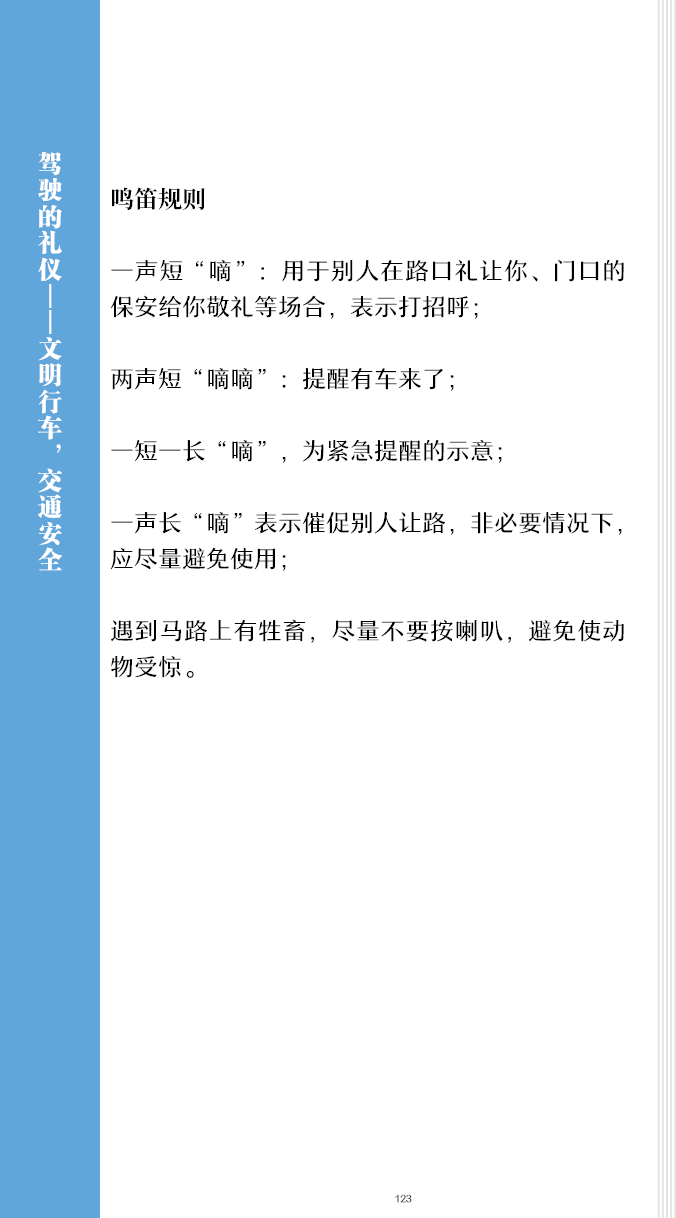 驾驶的礼仪——文明行车，交通安全
鸣笛规则
一声短“嘀”：用于别人在路口礼让你、门口的
保安给你敬礼等场合，表示打招呼；
两声短“嘀嘀”：提醒有车来了；
一短一长“嘀”，为紧急提醒的示意；
一声长“嘀”表示催促别人让路，非必要情况下，
应尽量避免使用；
遇到马路上有牲畜，尽量不要按喇叭，避免使动
物受惊。
123